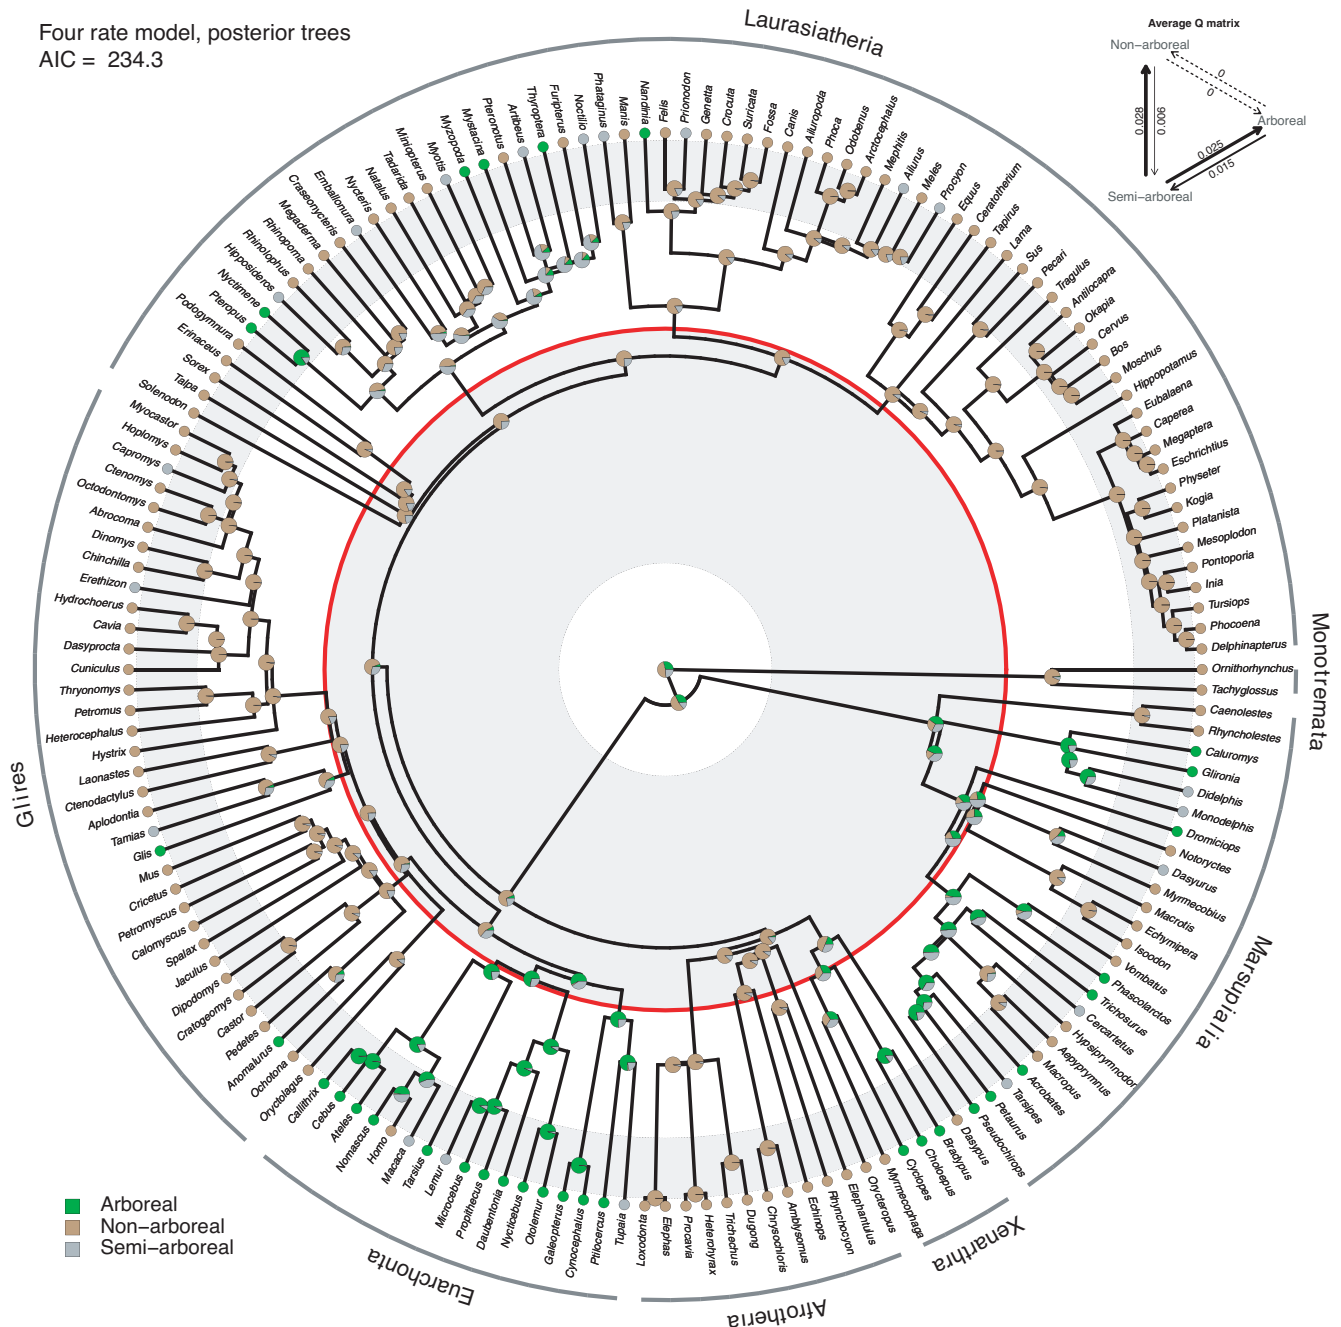 Four rate model, posterior trees
AIC = 234.3
Average Q matrix
Non−arboreal
Arboreal
Semi−arboreal
0
0
0.028
0.006
0.025
0.015
Laurasiatheria
Monotremata
Marsupialia
Xenarthra
Afrotheria
Euarchonta
Glires
Podogymnura
Pteropus
Nyctimene
Hipposideros
Rhinolophus
Rhinopoma
Megaderma
Craseonycteris
Emballonura
Nycteris
Natalus
Tadarida
Miniopterus
Myotis
Myzopoda
Mystacina
Pteronotus
Artibeus
Thyroptera
Furipterus
Noctilio
Phataginus
Manis
Nandinia
Felis
Prionodon
Genetta
Crocuta
Suricata
Fossa
Canis
Ailuropoda
Phoca
Odobenus
Arctocephalus
Mephitis
Ailurus
Meles
Procyon
Equus
Ceratotherium
Tapirus
Lama
Sus
Pecari
Tragulus
Antilocapra
Okapia
Cervus
Bos
Moschus
Hippopotamus
Eubalaena
Caperea
Megaptera
Eschrichtius
Physeter
Kogia
Platanista
Mesoplodon
Pontoporia
Inia
Tursiops
Phocoena
Delphinapterus
Ornithorhynchus
Tachyglossus
Caenolestes
Rhyncholestes
Caluromys
Glironia
Didelphis
Monodelphis
Dromiciops
Notoryctes
Dasyurus
Myrmecobius
Macrotis
Echymipera
Isoodon
Vombatus
Phascolarctos
Trichosurus
Cercartetus
Hypsiprymnodon
Aepyprymnus
Macropus
Acrobates
Tarsipes
Petaurus
Pseudochirops
Dasypus
Bradypus
Choloepus
Cyclopes
Myrmecophaga
Orycteropus
Elephantulus
Rhynchocyon
Echinops
Amblysomus
Chrysochloris
Dugong
Trichechus
Heterohyrax
Procavia
Elephas
Loxodonta
Tupaia
Ptilocercus
Cynocephalus
Galeopterus
Otolemur
Nycticebus
Daubentonia
Propithecus
Microcebus
Lemur
Tarsius
Macaca
Homo
Nomascus
Ateles
Cebus
Callithrix
Oryctolagus
Ochotona
Anomalurus
Pedetes
Castor
Cratogeomys
Dipodomys
Jaculus
Spalax
Calomyscus
Petromyscus
Cricetus
Mus
Glis
Tamias
Aplodontia
Ctenodactylus
Laonastes
Hystrix
Heterocephalus
Petromus
Thryonomys
Cuniculus
Dasyprocta
Cavia
Hydrochoerus
Erethizon
Chinchilla
Dinomys
Abrocoma
Octodontomys
Ctenomys
Capromys
Hoplomys
Myocastor
Solenodon
Talpa
Sorex
Erinaceus
Arboreal
Non−arboreal
Semi−arboreal